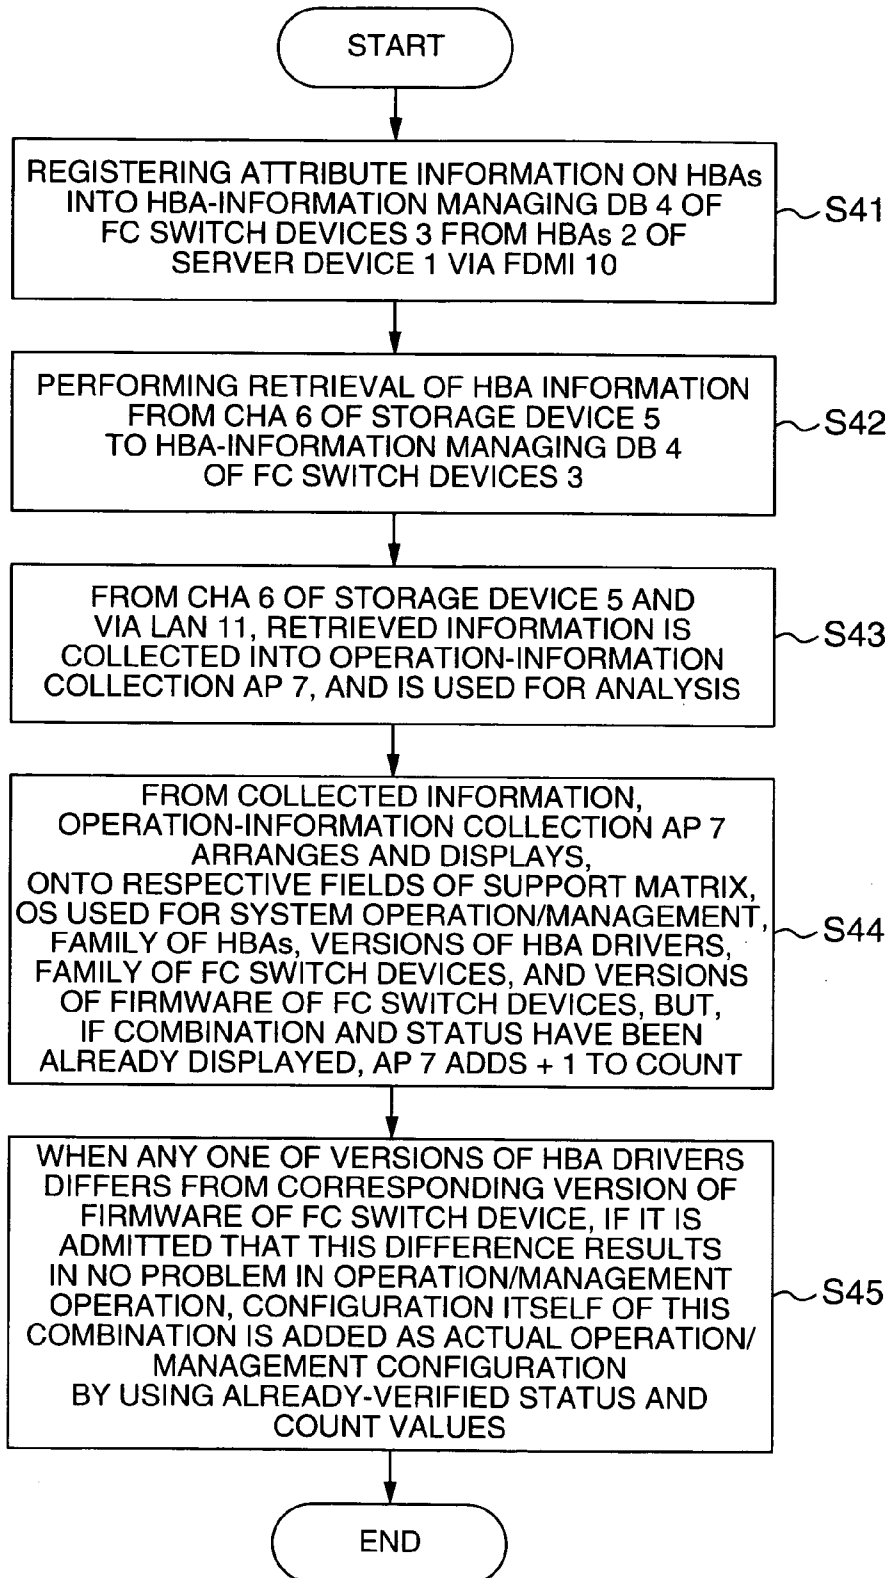 START
REGISTERING ATTRIBUTE INFORMATION ON HBAs
INTO HBA-INFORMATION MANAGING DB 4 OF
FC SWITCH DEVICES 3 FROM HBAs 2 OF
SERVER DEVICE 1 VIA FDMI 10
S41
PERFORMING RETRIEVAL OF HBA INFORMATION
FROM CHA 6 OF STORAGE DEVICE 5
TO HBA-INFORMATION MANAGING DB 4
OF FC SWITCH DEVICES 3
S42
FROM CHA 6 OF STORAGE DEVICE 5 AND
VIA LAN 11, RETRIEVED INFORMATION IS
COLLECTED INTO OPERATION-INFORMATION
COLLECTION AP 7, AND IS USED FOR ANALYSIS
S43
FROM COLLECTED INFORMATION,
OPERATION-INFORMATION COLLECTION AP 7
ARRANGES AND DISPLAYS,
ONTO RESPECTIVE FIELDS OF SUPPORT MATRIX,
OS USED FOR SYSTEM OPERATION/MANAGEMENT,
FAMILY OF HBAs, VERSIONS OF HBA DRIVERS,
FAMILY OF FC SWITCH DEVICES, AND VERSIONS
OF FIRMWARE OF FC SWITCH DEVICES, BUT,
IF COMBINATION AND STATUS HAVE BEEN
ALREADY DISPLAYED, AP 7 ADDS + 1 TO COUNT
S44
WHEN ANY ONE OF VERSIONS OF HBA DRIVERS
DIFFERS FROM CORRESPONDING VERSION OF
FIRMWARE OF FC SWITCH DEVICE, IF IT IS
ADMITTED THAT THIS DIFFERENCE RESULTS
IN NO PROBLEM IN OPERATION/MANAGEMENT
OPERATION, CONFIGURATION ITSELF OF THIS
COMBINATION IS ADDED AS ACTUAL OPERATION/
MANAGEMENT CONFIGURATION
BY USING ALREADY-VERIFIED STATUS AND
COUNT VALUES
S45
END